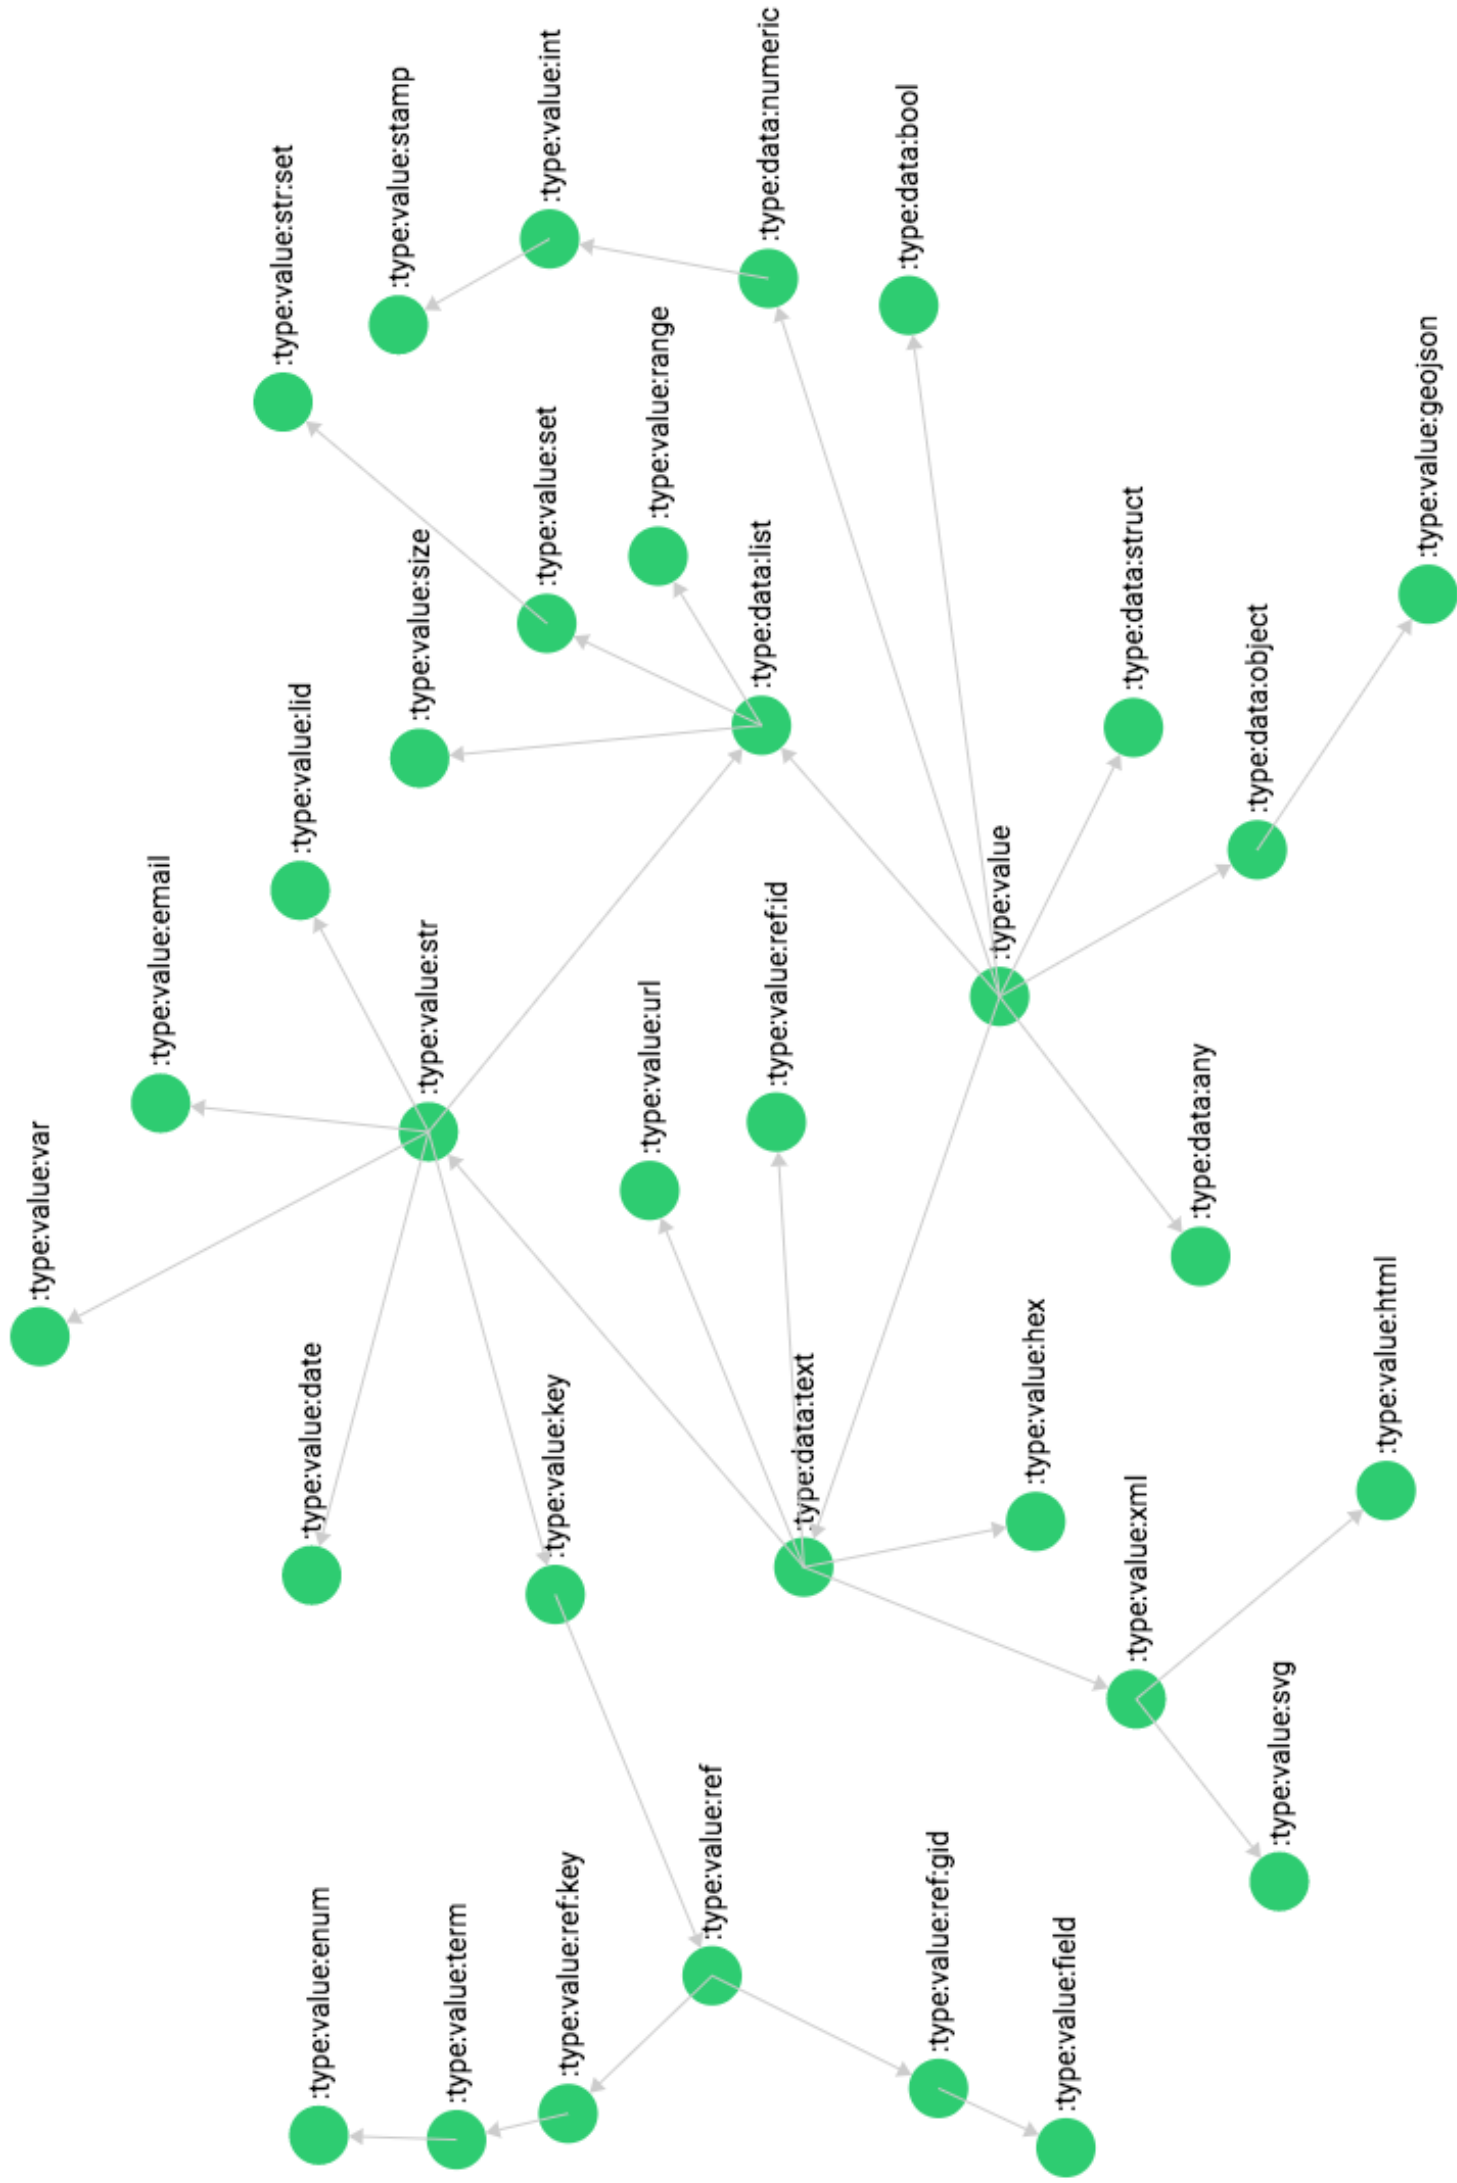 :type:value:var
:type:value:email
:type:value:lid
:type:value:str:set
:type:value:stamp
:type:value:int
:type:value:date
:type:value:str
:type:value:size
:type:value:set
:type:value:range
:type:data:numeric
:type:value:key
:type:value:url
:type:data:list
:type:data:bool
:type:value:enum
:type:value:term
:type:value:ref:key
:type:value:ref
:type:data:text
:type:value:ref:id
:type:value
:type:data:struct
:type:value:ref:gid
:type:value:hex
:type:data:any
:type:data:object
:type:value:geojson
:type:value:field
:type:value:xml
:type:value:svg
:type:value:html